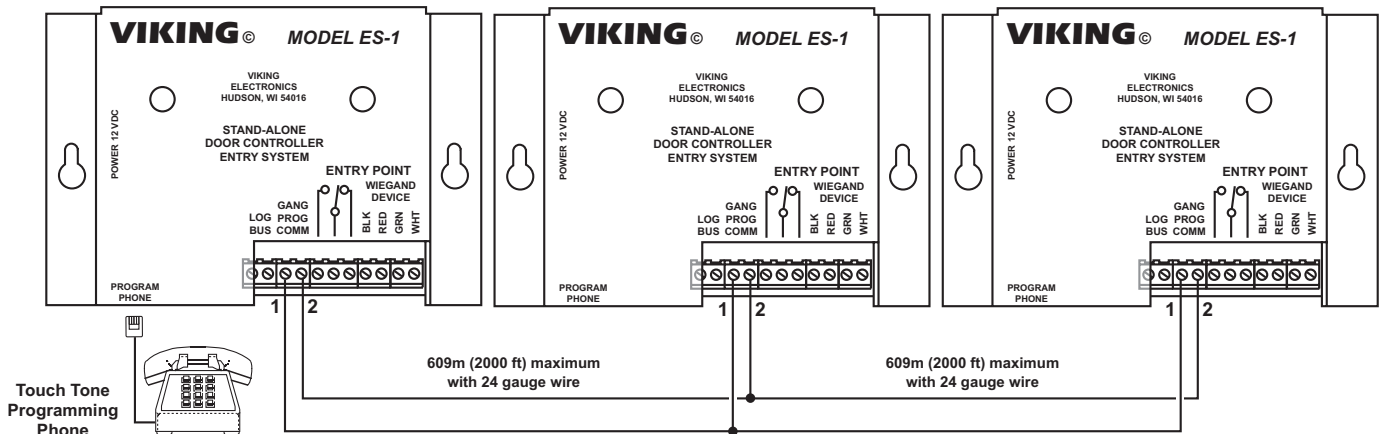 VIKING© MODEL ES-1
VIKING
ELECTRONICS
HUDSON, WI 54016
POWER 12 VDC
STAND-ALONE
DOOR CONTROLLER
ENTRY SYSTEM
ENTRY POINT
WIEGAND
DEVICE
GANG
LOG PROG
BUS COMM
BLK
RED
GRN
WHT
PROGRAM
PHONE
1 2
VIKING© MODEL ES-1
VIKING
ELECTRONICS
HUDSON, WI 54016
POWER 12 VDC
STAND-ALONE
DOOR CONTROLLER
ENTRY SYSTEM
ENTRY POINT
WIEGAND
DEVICE
GANG
LOG PROG
BUS COMM
BLK
RED
GRN
WHT
PROGRAM
PHONE
1 2
VIKING© MODEL ES-1
VIKING
ELECTRONICS
HUDSON, WI 54016
POWER 12 VDC
STAND-ALONE
DOOR CONTROLLER
ENTRY SYSTEM
ENTRY POINT
WIEGAND
DEVICE
GANG
LOG PROG
BUS COMM
BLK
RED
GRN
WHT
PROGRAM
PHONE
1 2
609m (2000 ft) maximum
with 24 gauge wire
609m (2000 ft) maximum
with 24 gauge wire
Touch Tone
Programming
Phone